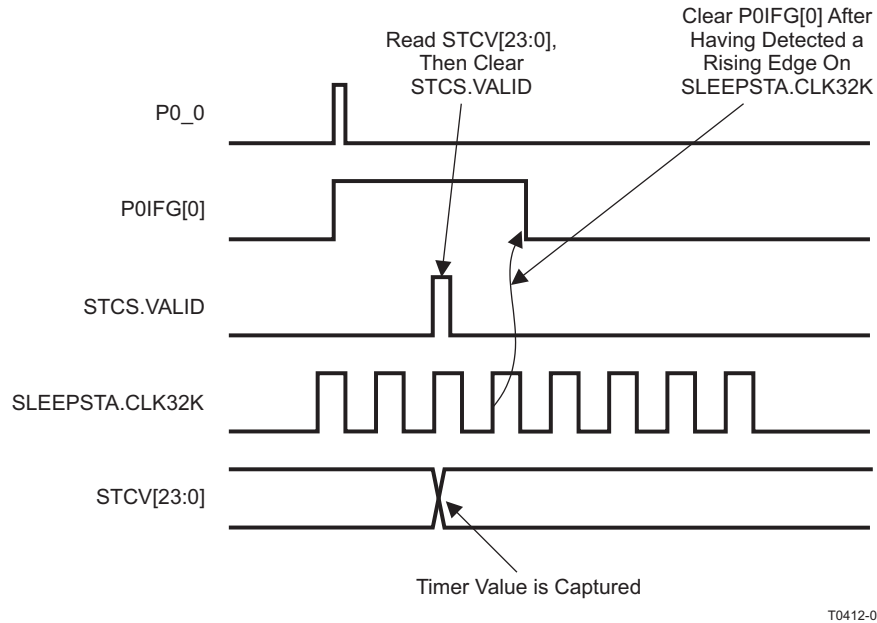 Read STCV[23:0],
Then Clear
STCS.VALID
Clear P0IFG[0] After
Having Detected a
Rising Edge On
SLEEPSTA.CLK32K
P0_0
P0IFG[0]
STCS.VALID
SLEEPSTA.CLK32K
STCV[23:0]
Timer Value is Captured
T0412-0